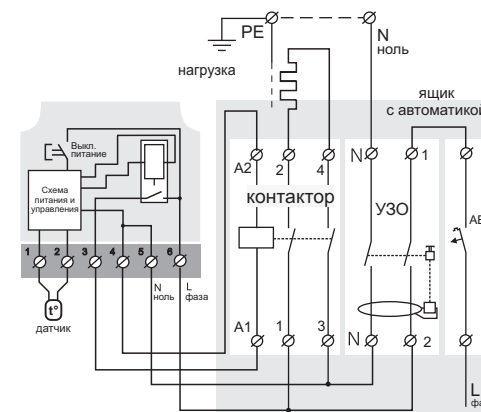 PE
N
ноль
нагрузка
ящик
с автоматикой
Выкл.
питание
A2
2
4
N
1
контактор
УЗО
Схема
питания и
управления
1
2
3
4
5
6
N
ноль
L
фаза
t°
датчик
A1
1
3
N
2
L